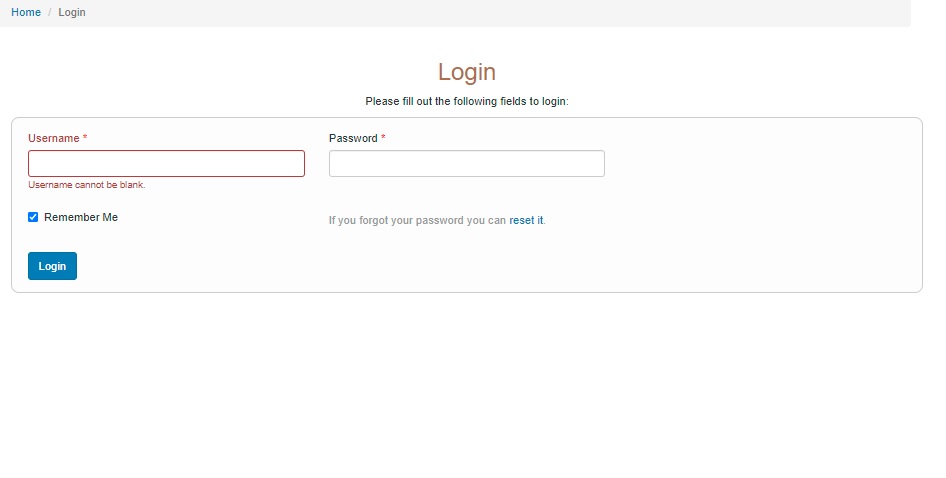 Home / Login
Login
Please fill out the following fields to login:
Username * Password *
Username cannot be blank.
Remember Me If you forgot your password you can reset it.
Login